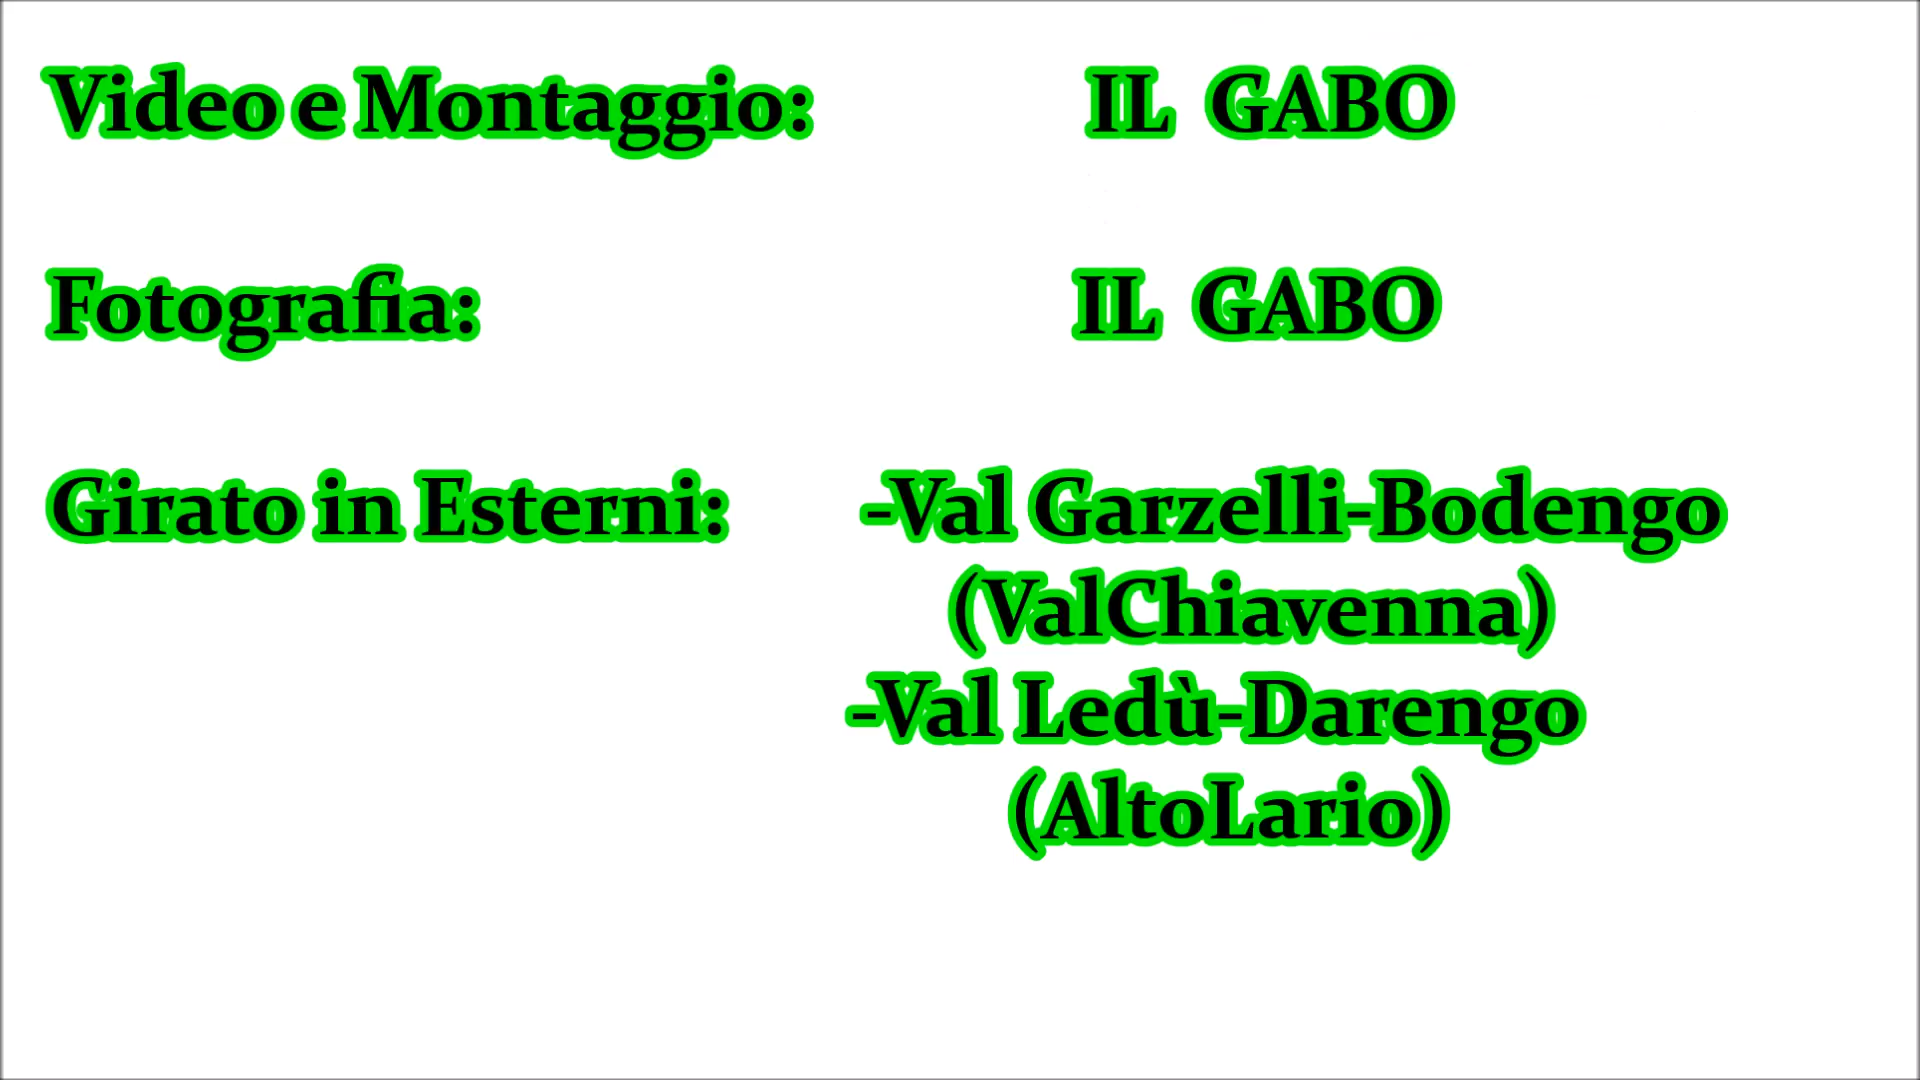 Video e Montaggio: IL GABO
Fotografia: IL GABO
Girato in Esterni: -Val Garzelli-Bodengo
(ValChiavenna)
-Val Ledù-Darengo
(AltoLario)